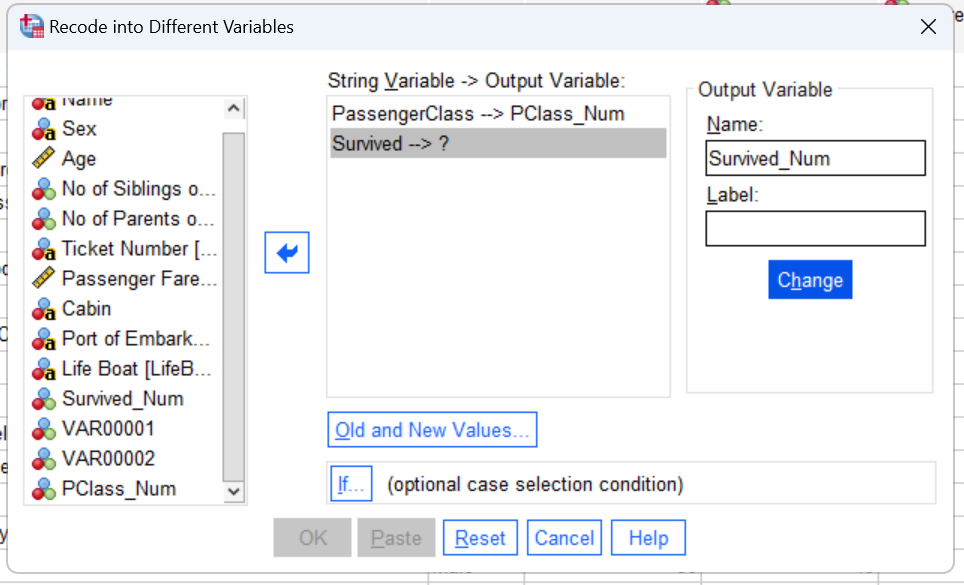 Recode into Different Variables
Name
Sex
Age
No of Siblings o...
No of Parents o...
Ticket Number [...
Passenger Fare...
Cabin
Port of Embark...
Life Boat [LifeB...
Survived_Num
VAR00001
VAR00002
PClass_Num
String Variable -> Output Variable:
PassengerClass --> PClass_Num
Survived --> ?
Output Variable
Name:
Survived_Num
Label:
Change
Old and New Values...
If... (optional case selection condition)
OK Paste Reset Cancel Help